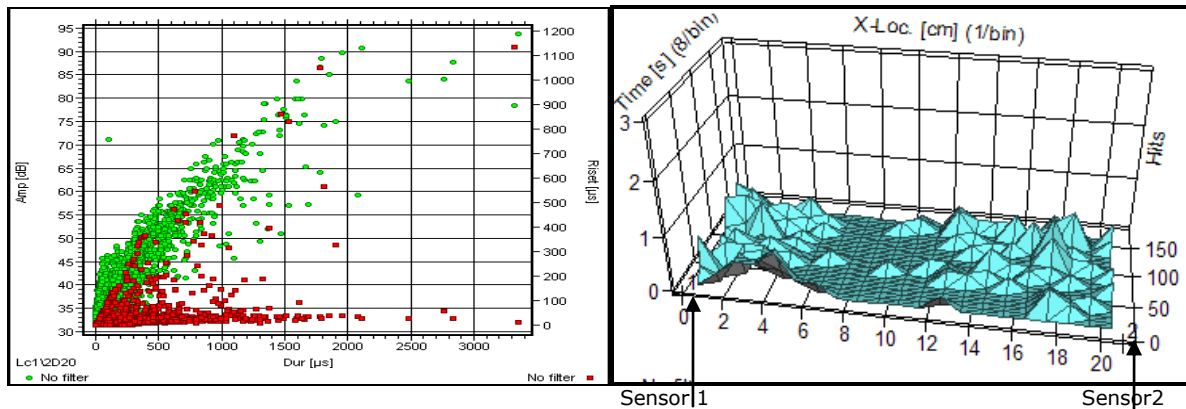 95
90
85
80
75
70
65
60
55
50
45
40
35
30
Amp [dB]
1200
1100
1000
900
800
700
600
500
400
300
200
100
0
Riset [µs]
0 500 1000 1500 2000 2500 3000
Lc1\2D20
Dur [µs]
No filter
No filter
X-Loc. [cm] (1/bin)
Time [s] (8/bin)
3
2
1
0
Hits
150
100
50
0
1
2
0 2 4 6 8 10 12 14 16 18 20
Sensor 1
Sensor2